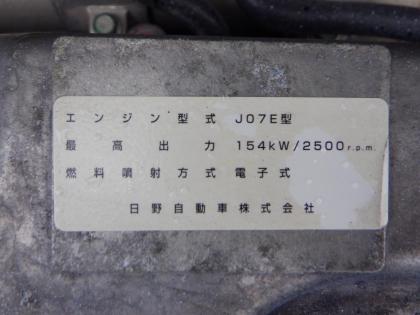 エンジン型式 J07E型
最高出力 154kW/2500r.p.m.
燃料噴射方式 電子式
日野自動車株式会社